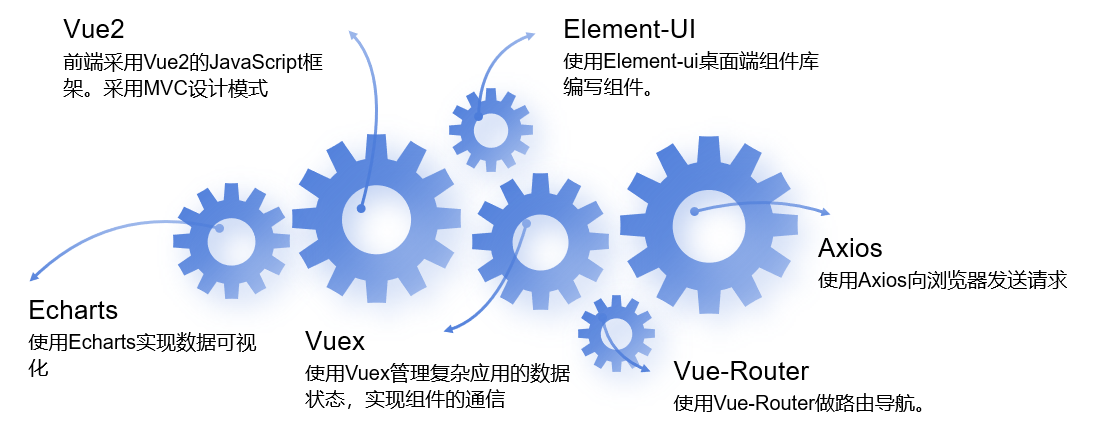 Vue2
前端采用Vue2的JavaScript框
架。采用MVC设计模式
Element-UI
使用Element-ui桌面端组件库
编写组件。
Axios
使用Axios向浏览器发送请求
Echarts
使用Echarts实现数据可视
化
Vuex
使用Vuex管理复杂应用的数据
状态，实现组件的通信
Vue-Router
使用Vue-Router做路由导航。